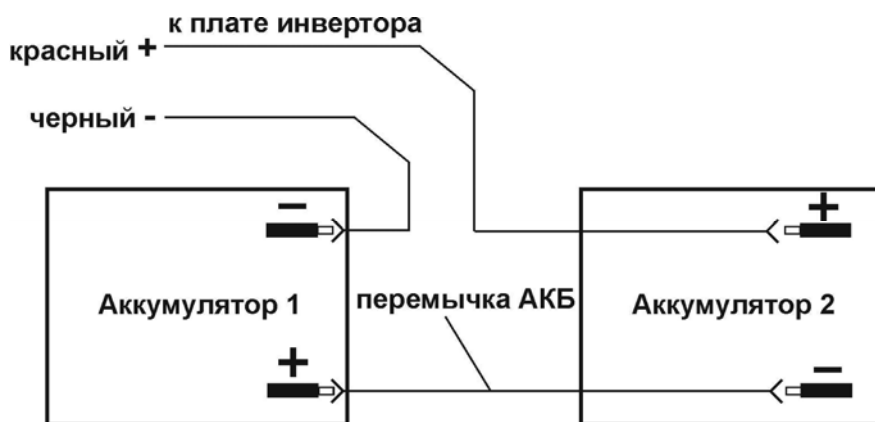 к плате инвертора
красный +
черный -
−
+
Аккумулятор 1
перемычка АКБ
Аккумулятор 2
+
−